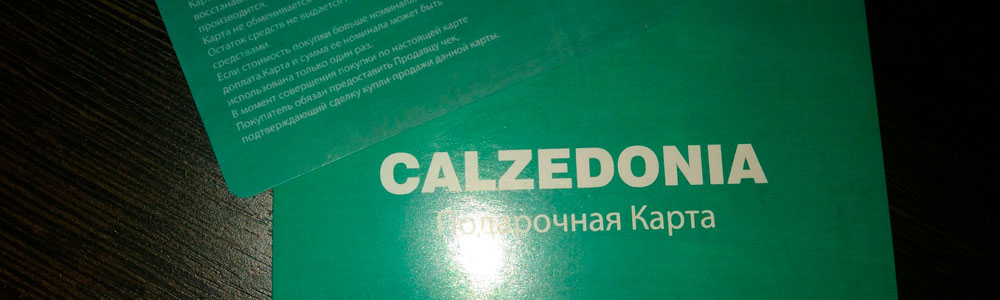 восстана
производится.
Карта не обменивается
Остаток средств не выдается
средствами.
Если стоимость покупки больше номинала,
доплата.Карта и сумма ее номинала может быть
использована только один раз.
В момент совершения покупки по настоящей карте
Покупатель обязан предоставить Продавцу чек,
подтверждающий сделку купли-продажи данной карты.
CALZEDONIA
Подарочная Карта